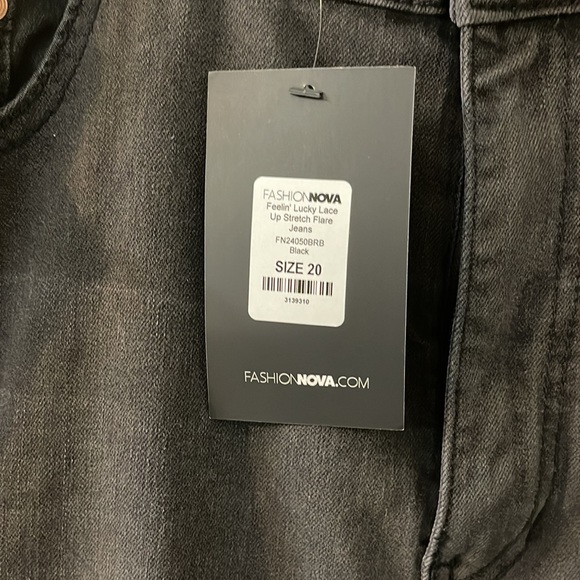 FASHIONNOVA
Feelin' Lucky Lace
Up Stretch Flare
Jeans
FN24050BRB
Black
SIZE 20
3139310
FASHIONNOVA.COM